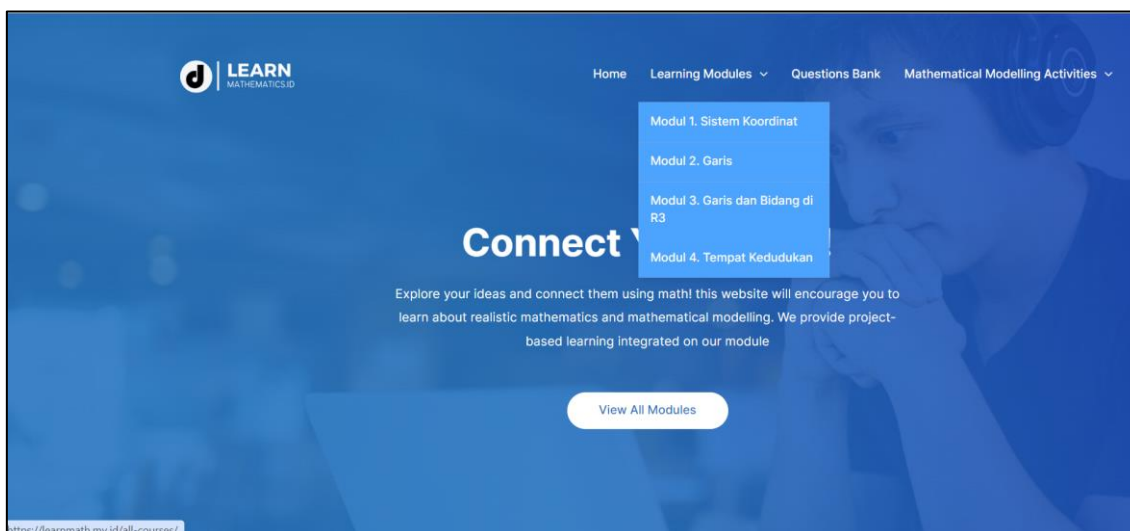 LEARN
MATHEMATICS.ID
Home Learning Modules Questions Bank Mathematical Modelling Activities
Modul 1. Sistem Koordinat
Modul 2. Garis
Modul 3. Garis dan Bidang di
R3
Modul 4. Tempat Kedudukan
Connect
Explore your ideas and connect them using math! this website will encourage you to
learn about realistic mathematics and mathematical modelling. We provide project-
based learning integrated on our module
View All Modules
https://learnmath.my.id/all-courses/